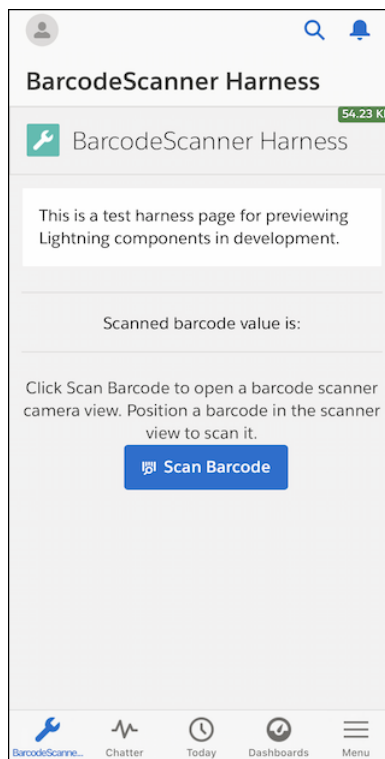 BarcodeScanner Harness
54.23 K
BarcodeScanner Harness
This is a test harness page for previewing
Lightning components in development.
Scanned barcode value is:
Click Scan Barcode to open a barcode scanner
camera view. Position a barcode in the scanner
view to scan it.
Scan Barcode
BarcodeScanne... Chatter Today Dashboards Menu